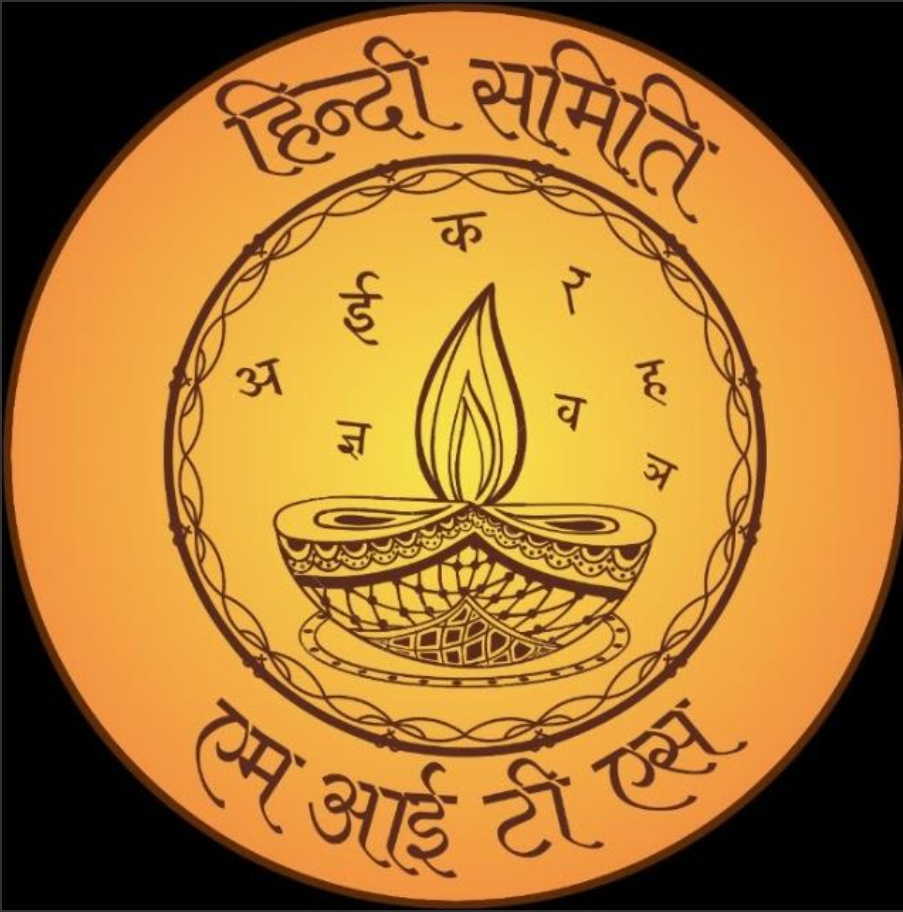 हिन्दी समिति
क
ई र
अ ह
ज्ञ व
त्र
एम आई टी एस